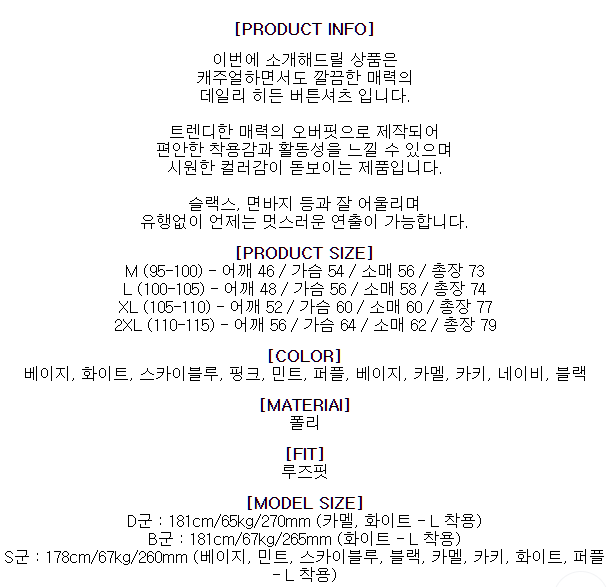 [PRODUCT INFO]
이번에 소개해드릴 상품은
캐주얼하면서도 깔끔한 매력의
데일리 히든 버튼셔츠 입니다.
트렌디한 매력의 오버핏으로 제작되어
편안한 착용감과 활동성을 느낄 수 있으며
시원한 컬러감이 돋보이는 제품입니다.
슬랙스, 면바지 등과 잘 어울리며
유행없이 언제는 멋스러운 연출이 가능합니다.
[PRODUCT SIZE]
M (95-100) - 어깨 46 / 가슴 54 / 소매 56 / 총장 73
L (100-105) - 어깨 48 / 가슴 56 / 소매 58 / 총장 74
XL (105-110) - 어깨 52 / 가슴 60 / 소매 60 / 총장 77
2XL (110-115) - 어깨 56 / 가슴 64 / 소매 62 / 총장 79
[COLOR]
베이지, 화이트, 스카이블루, 핑크, 민트, 퍼플, 베이지, 카멜, 카키, 네이비, 블랙
[MATERIAl]
폴리
[FIT]
루즈핏
[MODEL SIZE]
D군 : 181cm/65kg/270mm (카멜, 화이트 - L 착용)
B군 : 181cm/67kg/265mm (화이트 - L 착용)
S군 : 178cm/67kg/260mm (베이지, 민트, 스카이블루, 블랙, 카멜, 카키, 화이트, 퍼플
- L 착용)